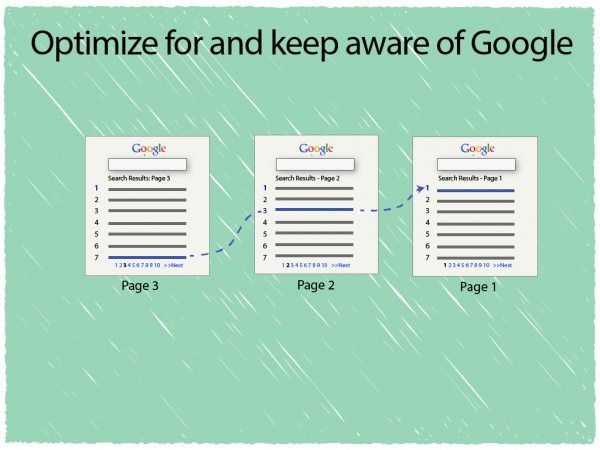 Optimize for and keep aware of Google
Google
Search Results: Page 3
1
2
3
4
5
6
7
1 2 3 4 5 6 7 8 9 10 >>Next
Page 3
Google
Search Results - Page 2
1
2
3
4
5
6
7
1 2 3 4 5 6 7 8 9 10 >>Next
Page 2
Google
Search Results - Page 1
1
2
3
4
5
6
7
1 2 3 4 5 6 7 8 9 10 >>Next
Page 1